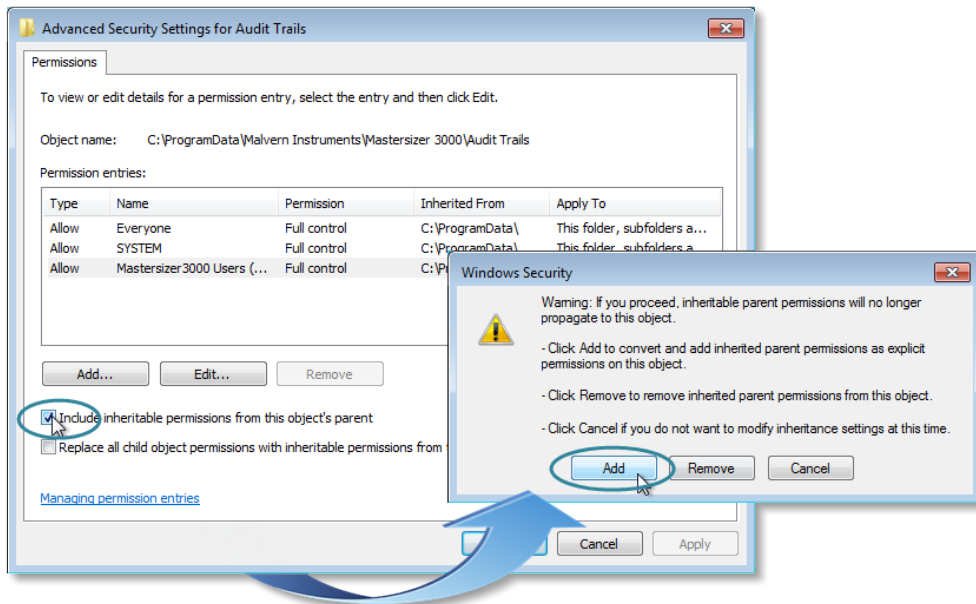 Advanced Security Settings for Audit Trails
Permissions
To view or edit details for a permission entry, select the entry and then click Edit.
Object name: C:\ProgramData\Malvern Instruments\Mastersizer 3000\Audit Trails
Permission entries:
Type Name Permission Inherited From Apply To
Allow Everyone Full control C:\ProgramData\ This folder, subfolders a...
Allow SYSTEM Full control C:\ProgramData\ This folder, subfolders a
Allow Mastersizer3000 Users (... Full control
Add... Edit... Remove
Include inheritable permissions from this object's parent
Replace all child object permissions with inheritable permissions from
Managing permission entries
Cancel Apply
Windows Security
Warning: If you proceed, inheritable parent permissions will no longer
propagate to this object.
- Click Add to convert and add inherited parent permissions as explicit
permissions on this object.
- Click Remove to remove inherited parent permissions from this object.
- Click Cancel if you do not want to modify inheritance settings at this time.
Add Remove Cancel